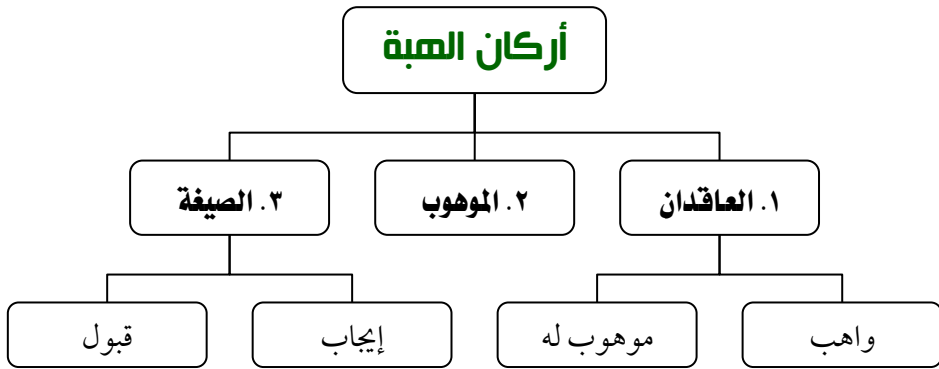 أركان الهبة
١. العاقدان
٢. الموهوب
٣. الصيغة
واهب
موهوب له
إيجاب
قبول